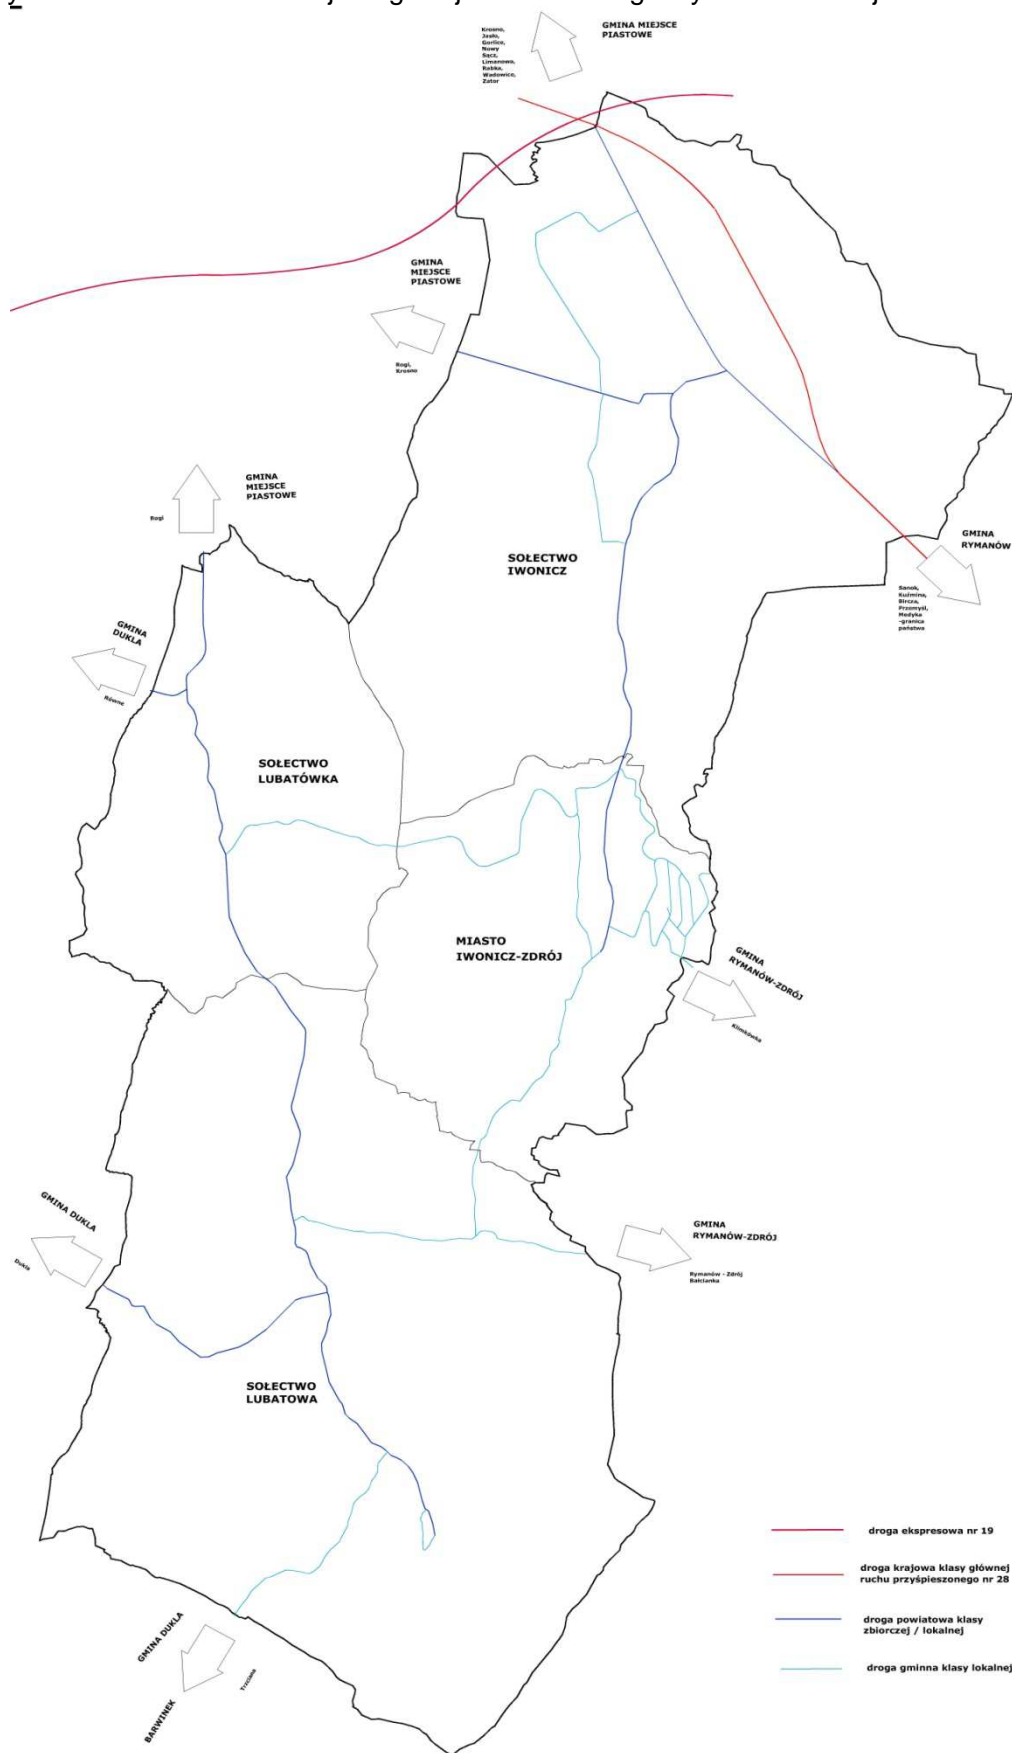 Krosno,
Jasło,
Gorlice,
Nowy
Sącz,
Limanowa,
Rabka,
Wadowice,
Zator
GMINA MIEJSCE
PIASTOWE
GMINA
MIEJSCE
PIASTOWE
Rogi,
Krosno
GMINA
MIEJSCE
PIASTOWE
Rogi
GMINA
RYMANÓW
Sanok,
Kuźmina,
Bircza,
Przemyśl,
Medyka
-granica
państwa
SOŁECTWO
IWONICZ
GMINA
DUKLA
Równe
SOŁECTWO
LUBATÓWKA
MIASTO
IWONICZ-ZDRÓJ
GMINA
RYMANÓW-ZDRÓJ
Klimkówka
GMINA DUKLA
Dukla
GMINA
RYMANÓW-ZDRÓJ
Rymanów - Zdrój
Bałcianka
SOŁECTWO
LUBATOWA
droga ekspresowa nr 19
droga krajowa klasy głównej
ruchu przyśpieszonego nr 28
droga powiatowa klasy
zbiorczej / lokalnej
droga gminna klasy lokalnej
GMINA DUKLA
BARWINEK
Trzciana